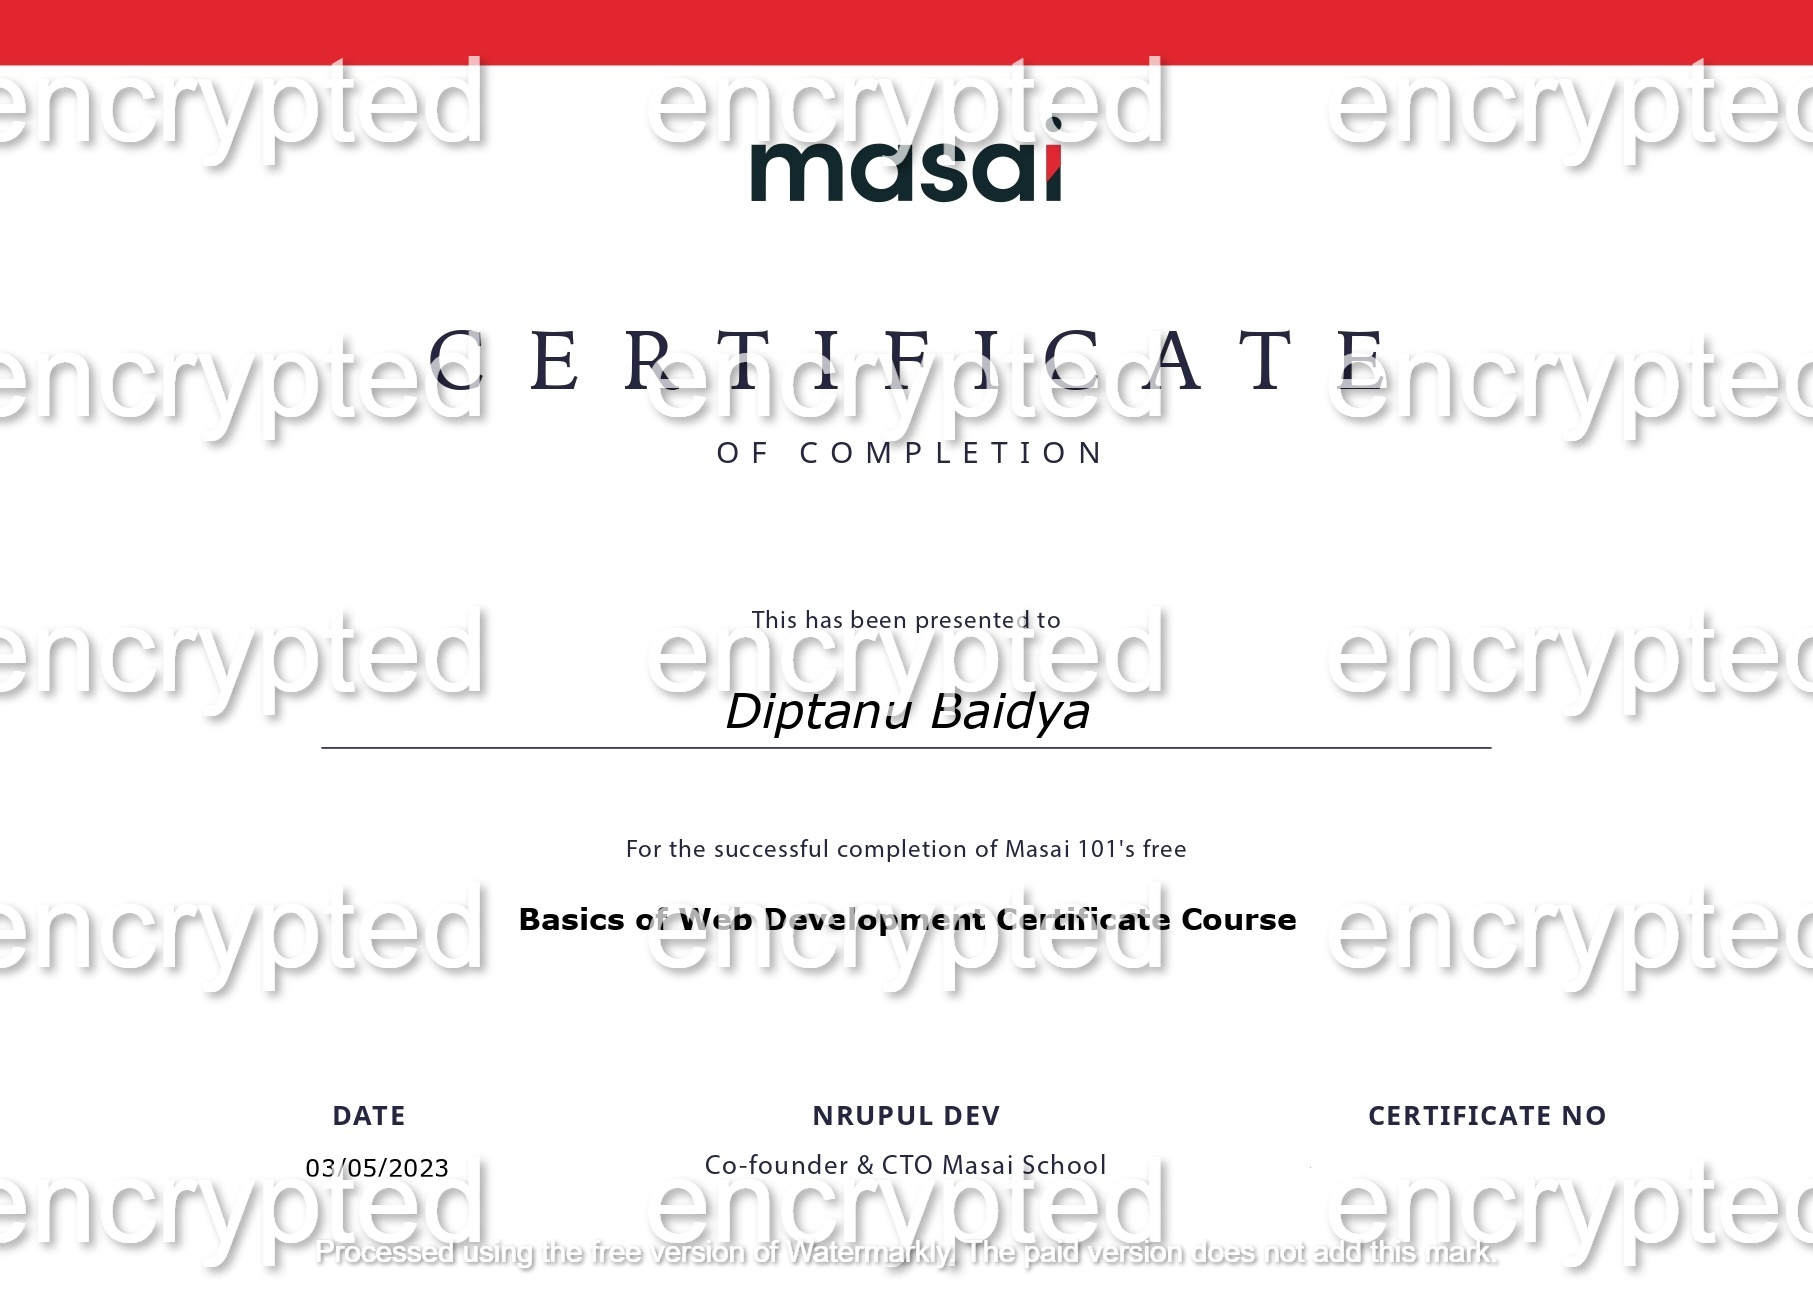 encrypted encrypted encrypted
masai
CERTIFICATE
encrypted encrypted encrypted
OF COMPLETION
This has been presented to
encrypted encrypted encrypted
Diptanu Baidya
For the successful completion of Masai 101's free
Basics of Web Development Certificate Course
encrypted encrypted encrypted
DATE NRUPUL DEV CERTIFICATE NO
03/05/2023 Co-founder & CTO Masai School
encrypted encrypted encrypted
Processed using the free version of Watermarkly. The paid version does not add this mark.